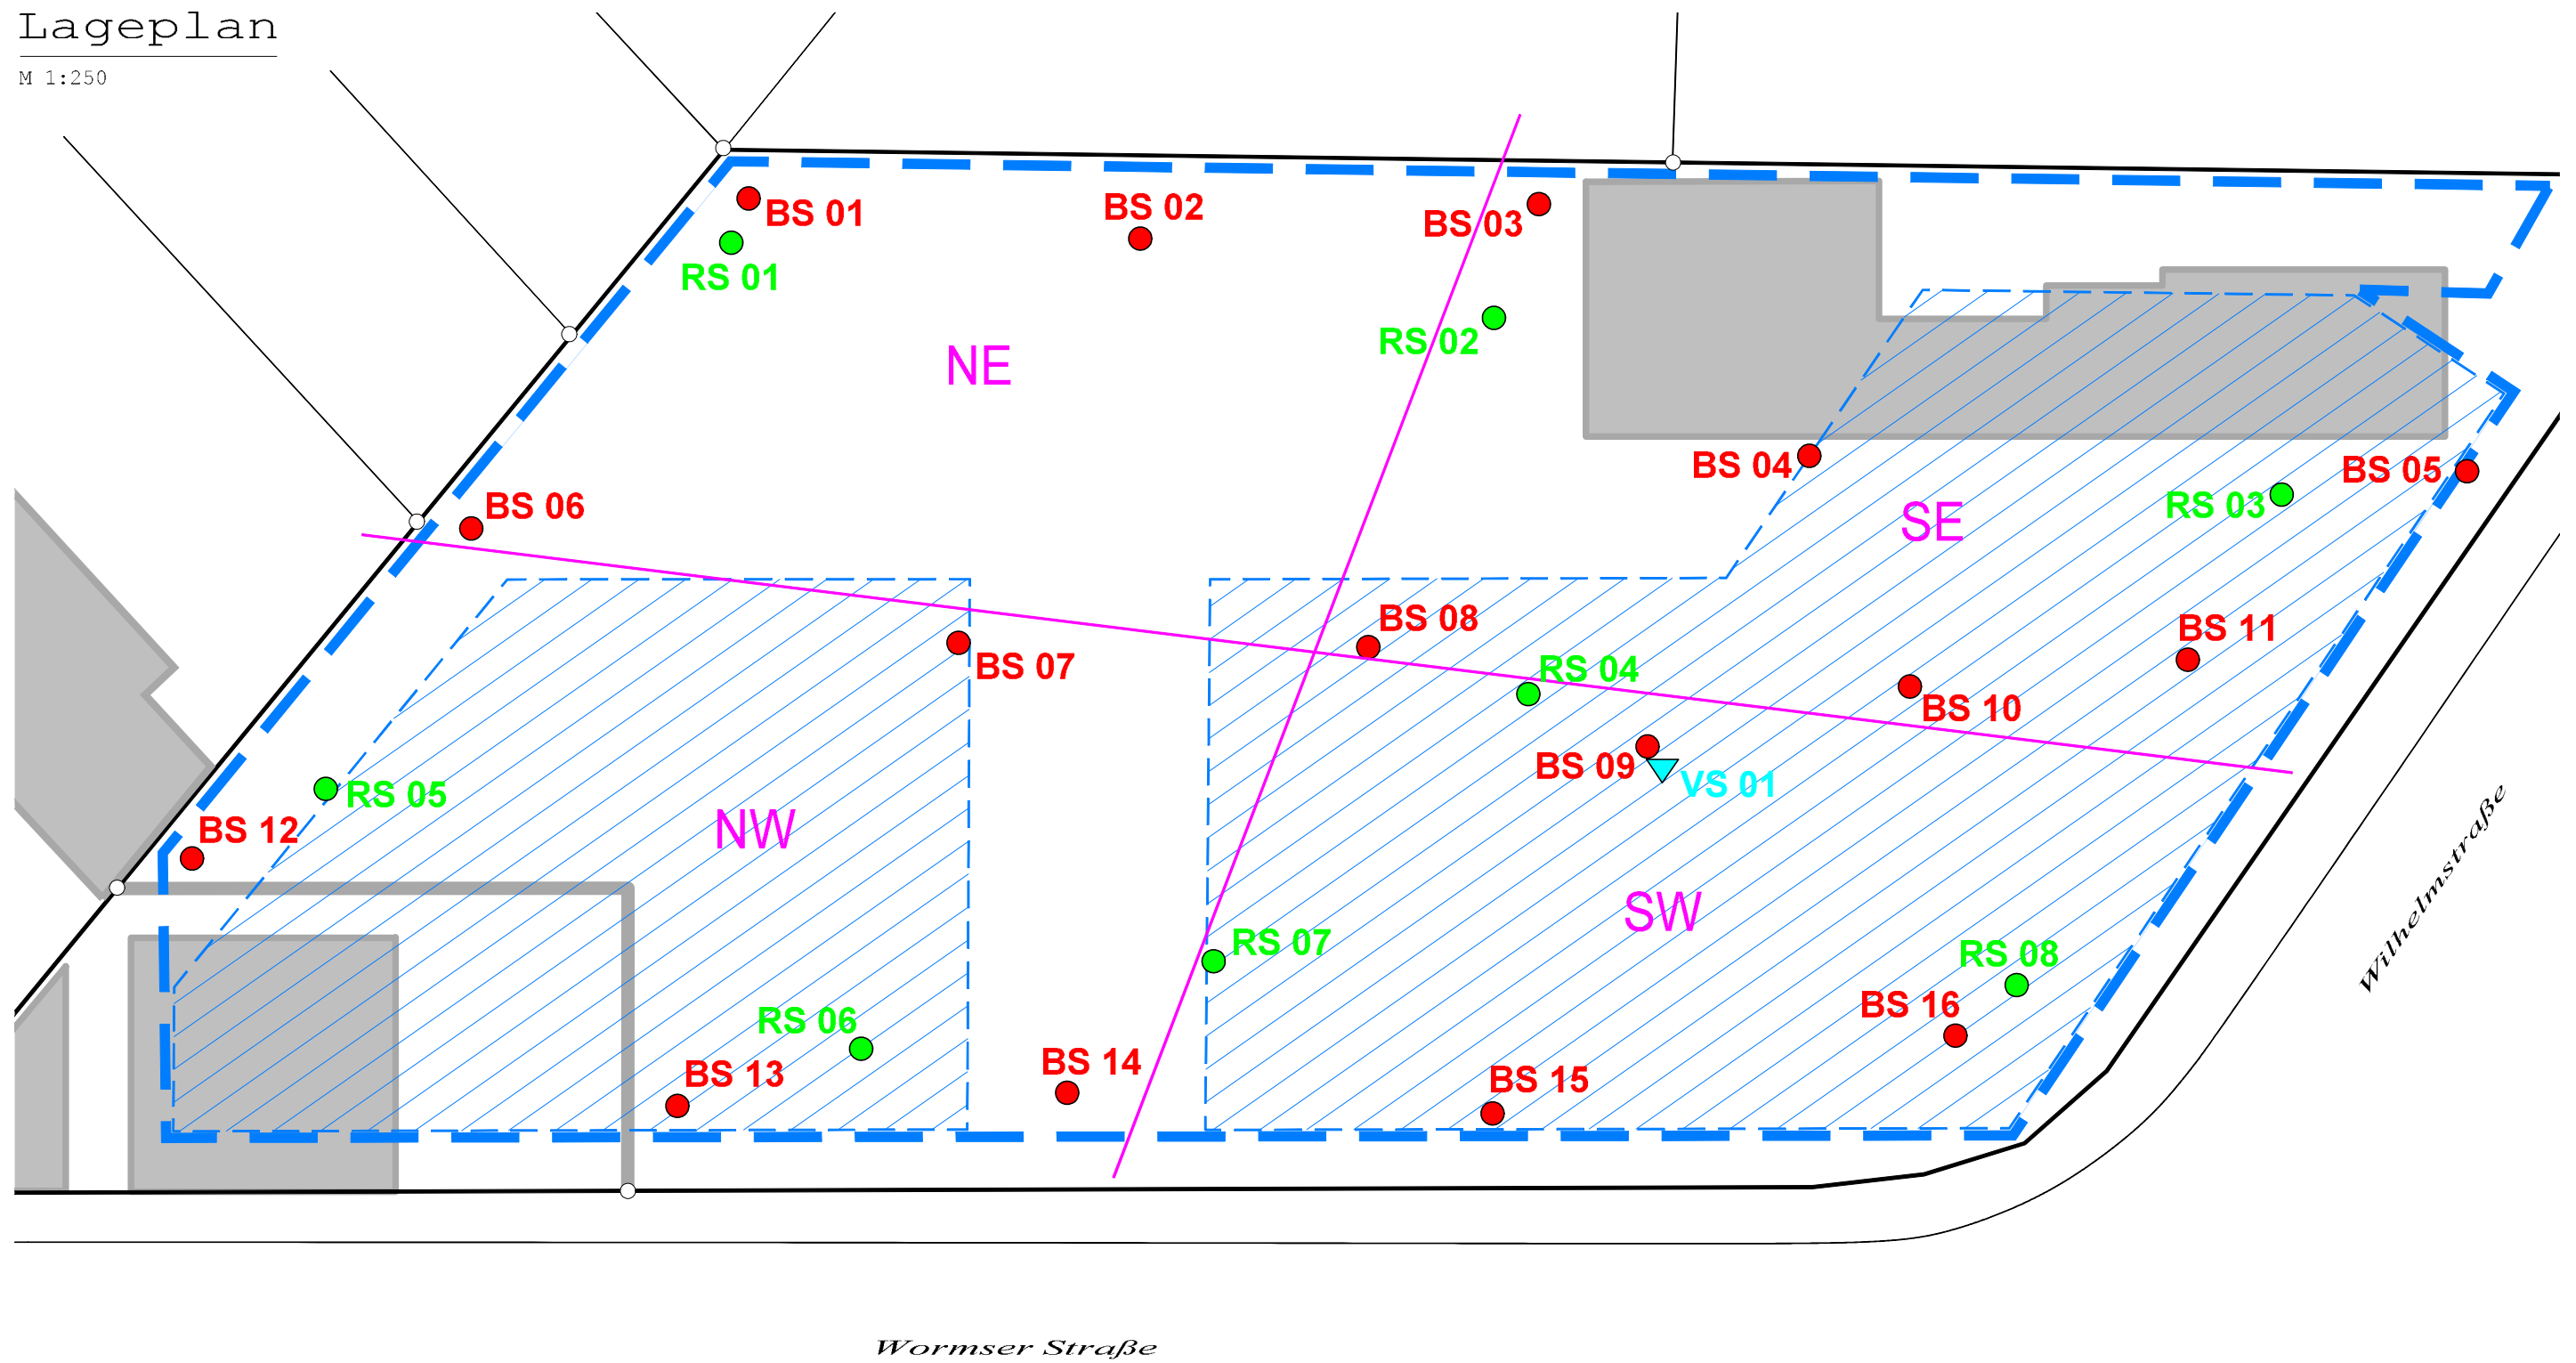 Lageplan
M 1:250
BS 01
BS 02
BS 03
RS 01
RS 02
NE
BS 04
BS 05
RS 03
BS 06
SE
BS 08
BS 11
BS 07
RS 04
BS 10
BS 09
VS 01
RS 05
BS 12
NW
Wilhelmstraße
SW
RS 07
RS 08
BS 16
RS 06
BS 14
BS 13
BS 15
Wormser Straße